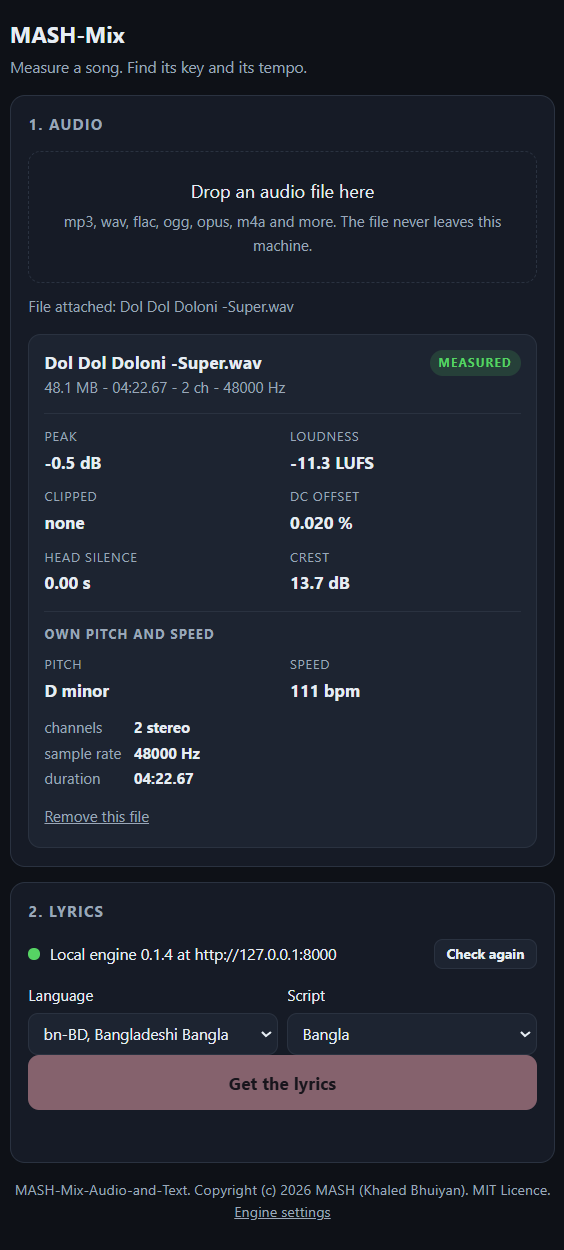 MASH-Mix
Measure a song. Find its key and its tempo.
1. AUDIO
Drop an audio file here
mp3, wav, flac, ogg, opus, m4a and more. The file never leaves this
machine.
File attached: Dol Dol Doloni -Super.wav
Dol Dol Doloni -Super.wav
MEASURED
48.1 MB - 04:22.67 - 2 ch - 48000 Hz
PEAK
LOUDNESS
-0.5 dB
-11.3 LUFS
CLIPPED
DC OFFSET
none
0.020 %
HEAD SILENCE
CREST
0.00 s
13.7 dB
OWN PITCH AND SPEED
PITCH
SPEED
D minor
111 bpm
channels 2 stereo
sample rate 48000 Hz
duration 04:22.67
Remove this file
2. LYRICS
Local engine 0.1.4 at http://127.0.0.1:8000
Check again
Language
Script
bn-BD, Bangladeshi Bangla
Bangla
Get the lyrics
MASH-Mix-Audio-and-Text. Copyright (c) 2026 MASH (Khaled Bhuiyan). MIT Licence.
Engine settings